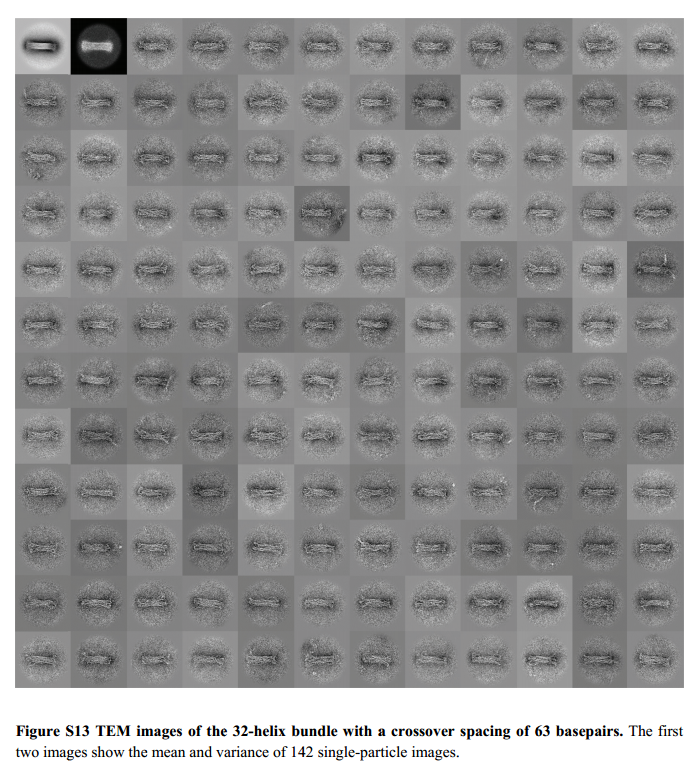 Figure S13 TEM images of the 32-helix bundle with a crossover spacing of 63 basepairs. The first
two images show the mean and variance of 142 single-particle images.